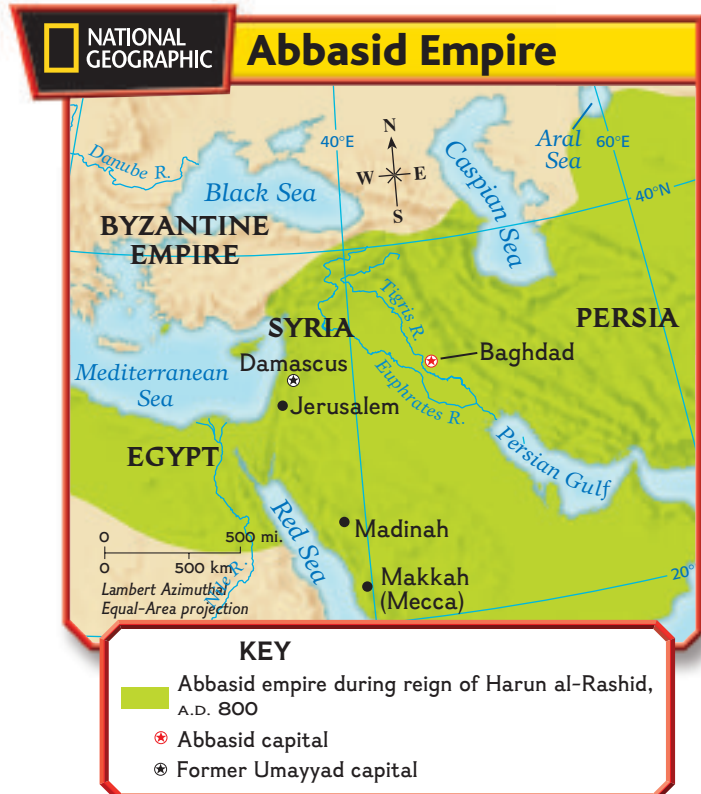 NATIONAL
GEOGRAPHIC
Abbasid Empire
40°E
N
W
E
S
Aral
Sea
60°E
Danube R.
Black Sea
Caspian Sea
40°N
BYZANTINE
EMPIRE
Tigris R.
PERSIA
SYRIA
Baghdad
Damascus
Mediterranean
Sea
Euphrates R.
Jerusalem
EGYPT
Persian Gulf
Red Sea
Madinah
0
500 mi.
0
500 km
Nile R.
Makkah
(Mecca)
20°
Lambert Azimuthal
Equal-Area projection
KEY
Abbasid empire during reign of Harun al-Rashid,
A.D. 800
Abbasid capital
Former Umayyad capital